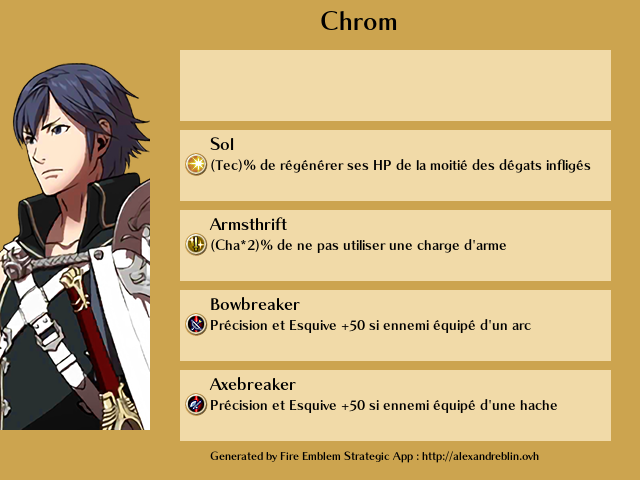 Chrom
Sol
(Tec)% de régénérer ses HP de la moitié des dégats infligés
Armsthrift
(Cha*2)% de ne pas utiliser une charge d'arme
Bowbreaker
Précision et Esquive +50 si ennemi équipé d'un arc
Axebreaker
Précision et Esquive +50 si ennemi équipé d'une hache
Generated by Fire Emblem Strategic App : http://alexandreblin.ovh